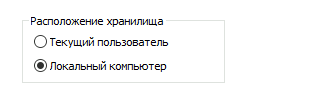 Расположение хранилища
Текущий пользователь
Локальный компьютер